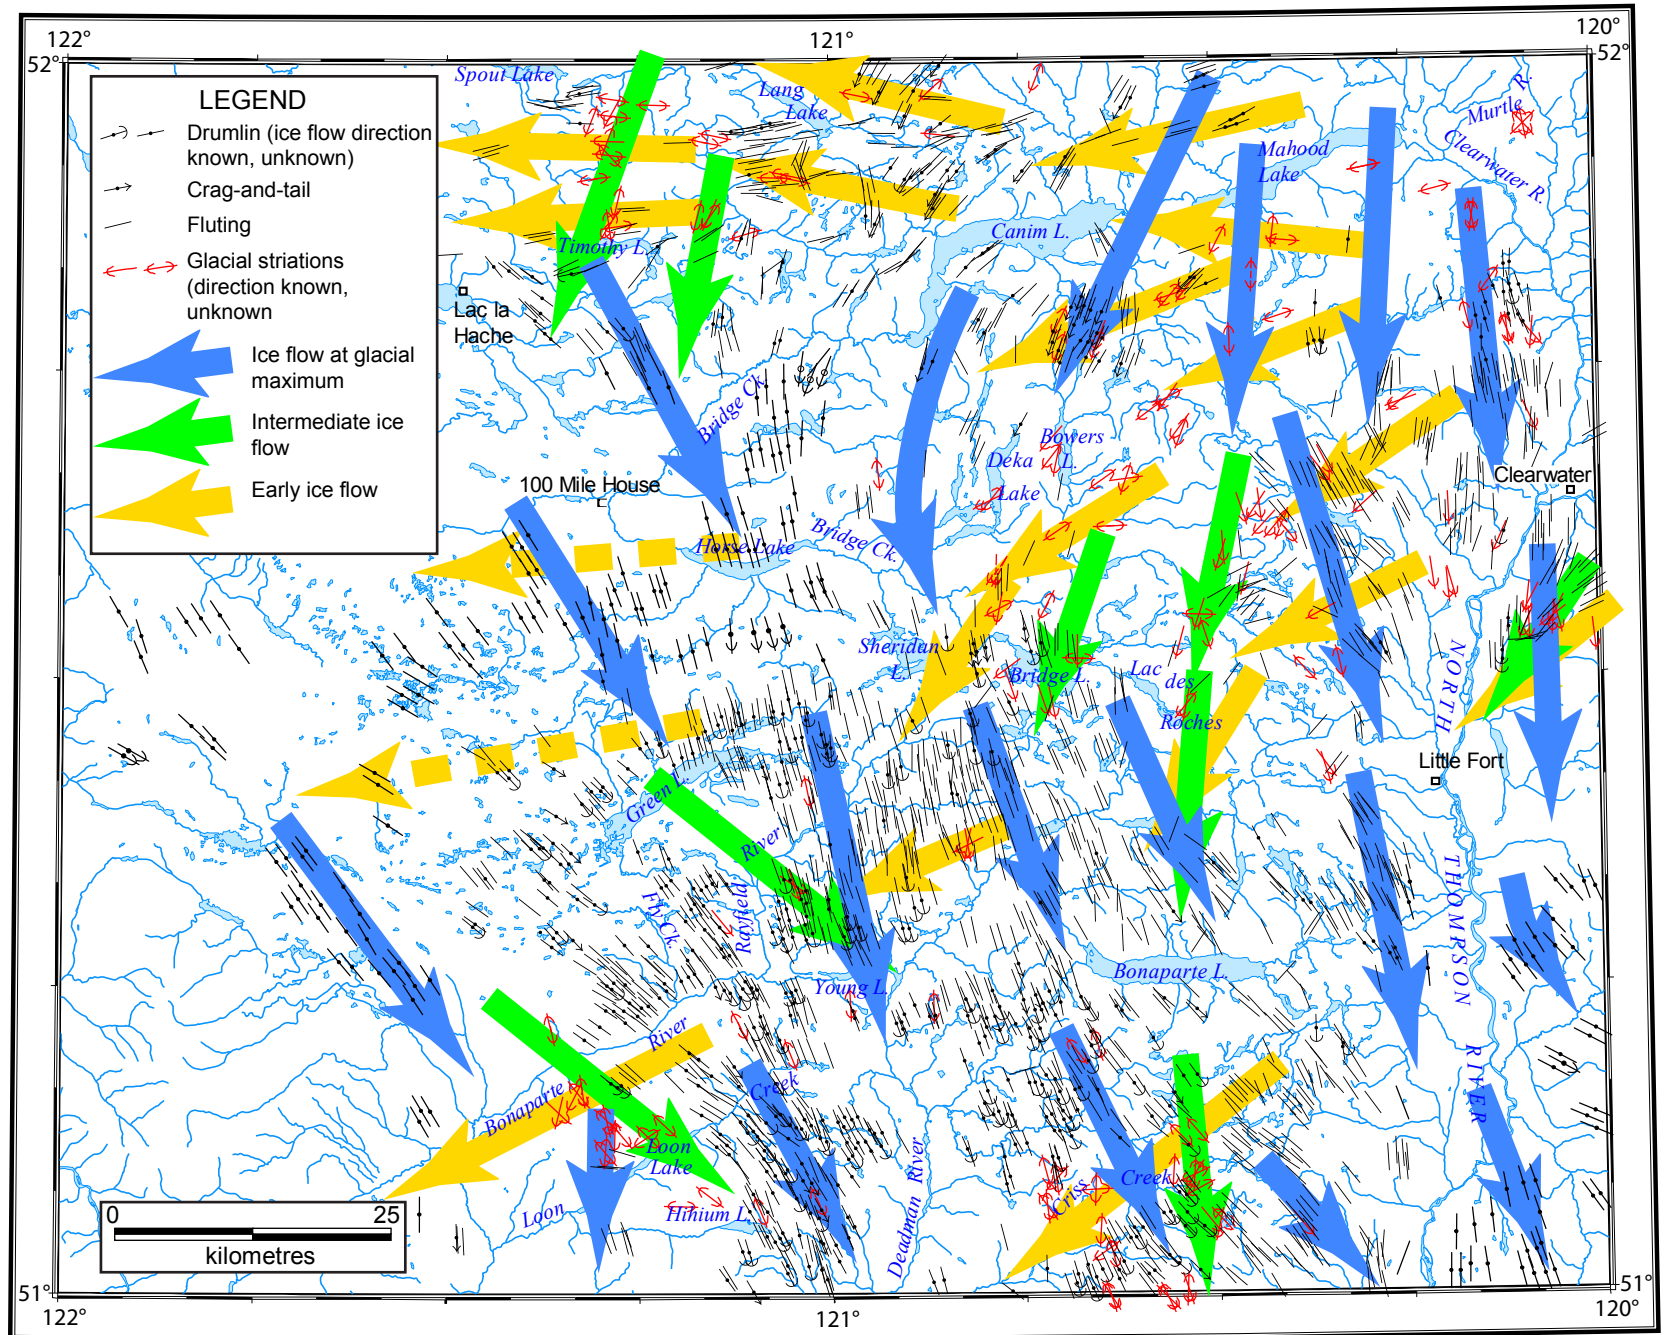 122°
121°
120°
52°
52°
LEGEND
Drumlin (ice flow direction
known, unknown)
Crag-and-tail
Fluting
Glacial striations
(direction known,
unknown
Ice flow at glacial
maximum
Intermediate ice
flow
Early ice flow
Spout Lake
Lang
Lake
Murtle
R.
Clearwater R.
Mahood
Lake
Canim L.
Timothy L.
Lac la
Hache
Bridge Ck.
Bowers
L.
Deka
Lake
Clearwater
100 Mile House
Horse Lake
Bridge Ck.
Sheridan
L.
Bridge L.
Lac
des
Roches
NORTH
THOMPSON
RIVER
Little Fort
Green L.
River
Rayfield
Fly Ck.
Young L.
Bonaparte L.
River
Bonaparte
Creek
Loon
Lake
Hihium L.
Loon
Deadman River
Criss
Creek
0
25
kilometres
51°
51°
122°
121°
120°